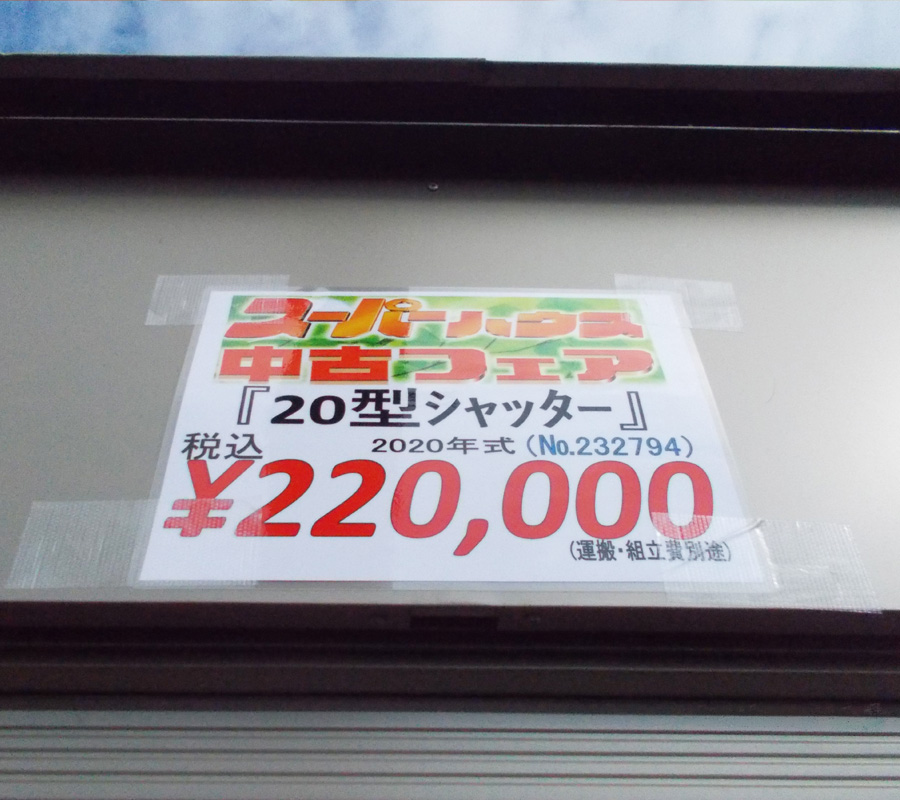 スーパーハウス
中古フェア
『20型シャッター』
2020年式(No.232794)
税込
¥220,000
(運搬・組立費別途)